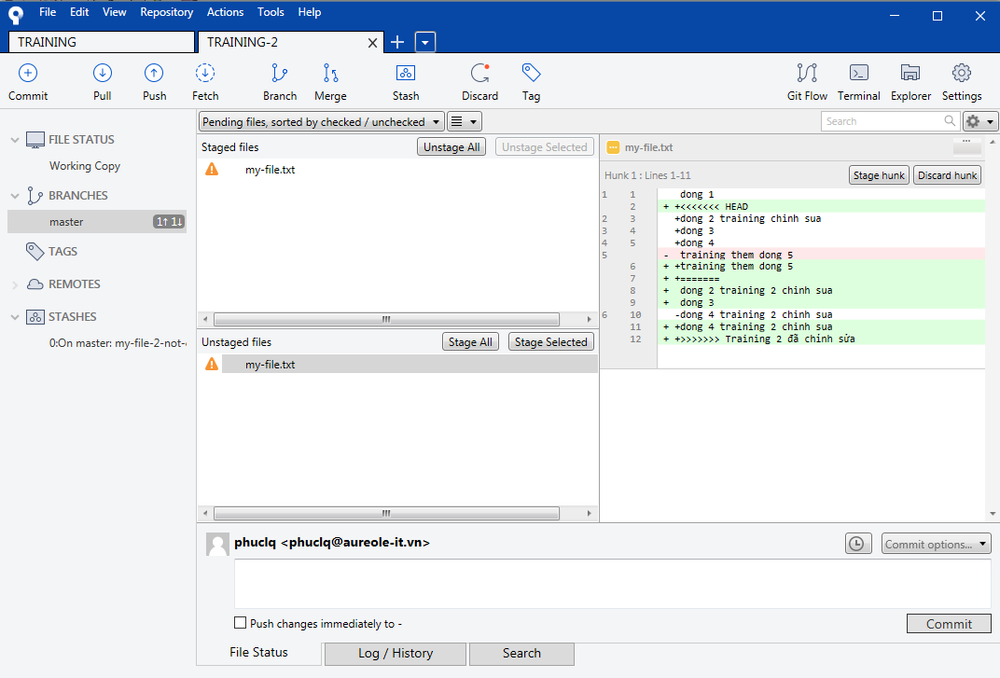 File Edit View Repository Actions Tools Help
TRAINING TRAINING-2
Commit Pull Push Fetch Branch Merge Stash Discard Tag Git Flow Terminal Explorer Settings
Pending files, sorted by checked / unchecked Search
FILE STATUS
Working Copy
BRANCHES
master 1↑ 1↓
TAGS
REMOTES
STASHES
0:On master: my-file-2-not-
Staged files Unstage All Unstage Selected
my-file.txt
Unstaged files Stage All Stage Selected
my-file.txt
my-file.txt
Hunk 1 : Lines 1-11 Stage hunk Discard hunk
1 1 dong 1
2 + +<<<<<<< HEAD
2 3 +dong 2 training chinh sua
3 4 +dong 3
4 5 +dong 4
5 - training them dong 5
6 + +training them dong 5
7 + +=======
8 + dong 2 training 2 chinh sua
9 + dong 3
6 10 -dong 4 training 2 chinh sua
11 + +dong 4 training 2 chinh sua
12 + +>>>>>>> Training 2 đã chinh sửa
phuclq <phuclq@aureole-it.vn> Commit options...
Push changes immediately to -
Commit
File Status Log / History Search